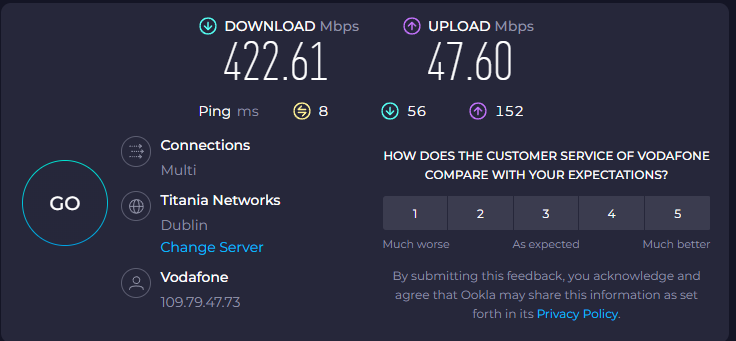 DOWNLOAD Mbps
UPLOAD Mbps
422.61
47.60
Ping ms 8 56 152
GO
Connections
Multi
Titania Networks
Dublin
Change Server
Vodafone
109.79.47.73
HOW DOES THE CUSTOMER SERVICE OF VODAFONE
COMPARE WITH YOUR EXPECTATIONS?
1 2 3 4 5
Much worse As expected Much better
By submitting this feedback, you acknowledge and
agree that Ookla may share this information as set
forth in its Privacy Policy.